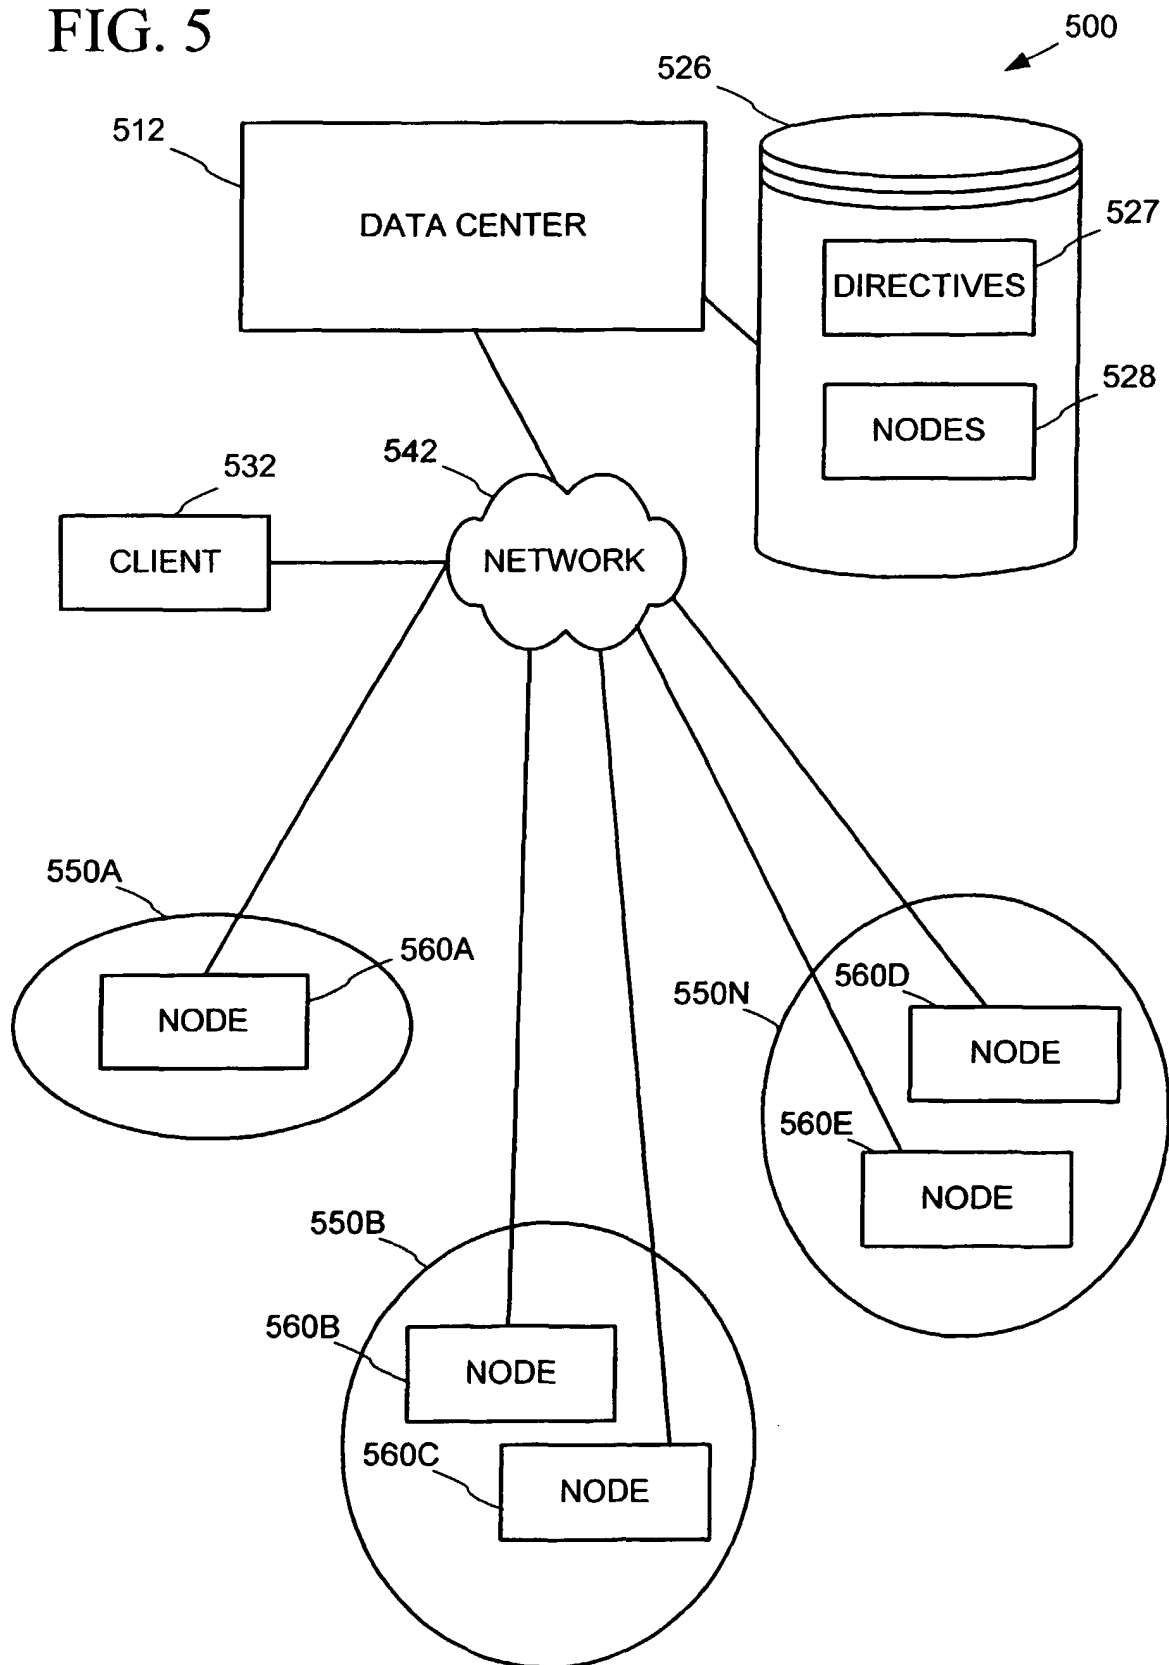 FIG. 5
500
526
512
DATA CENTER
527
DIRECTIVES
528
NODES
542
532
CLIENT
NETWORK
550A
560A
NODE
550N
560D
NODE
560E
NODE
550B
560B
NODE
560C
NODE